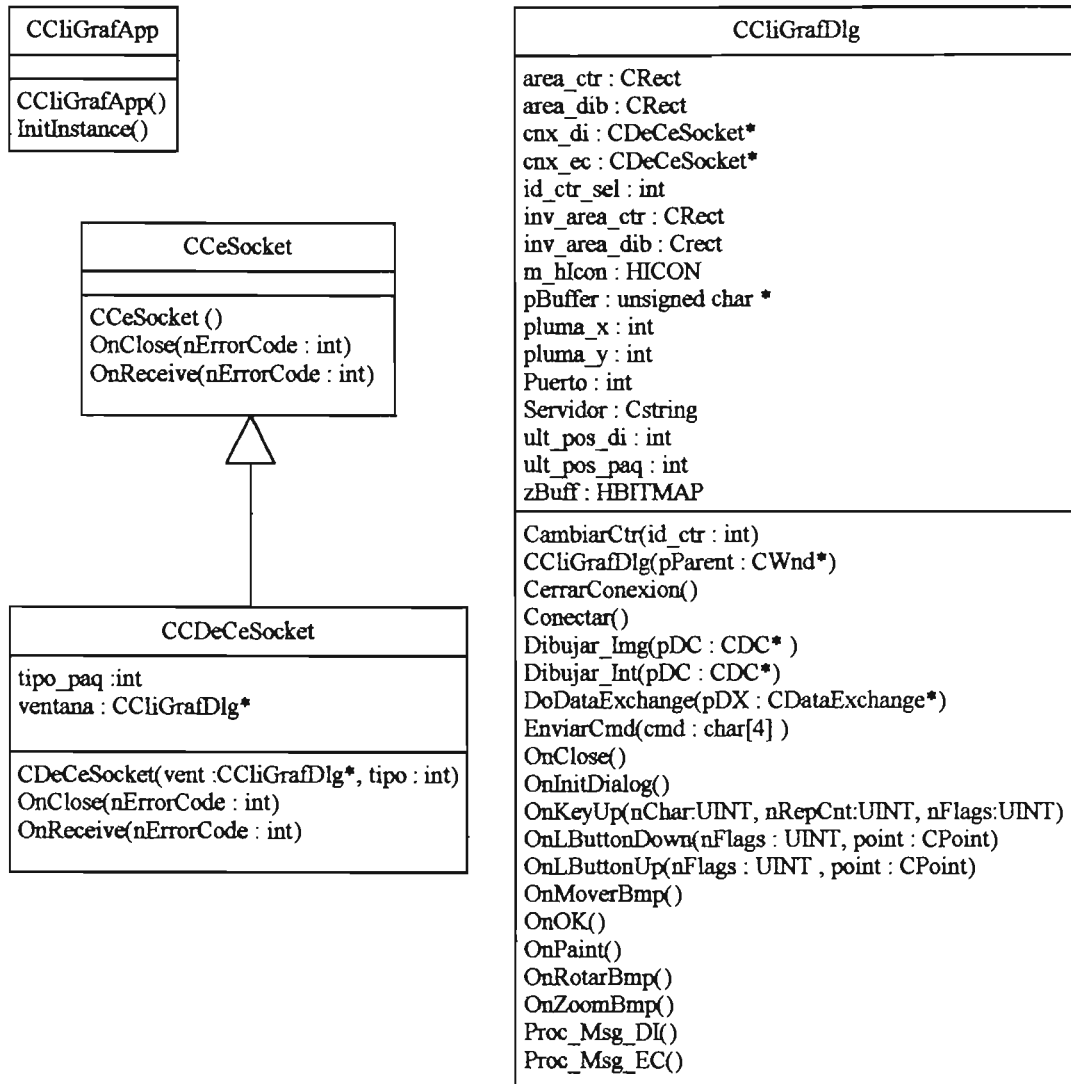 CCliGrafApp
CCliGrafApp()
InitInstance()
CCeSocket
CCeSocket ()
OnClose(nErrorCode : int)
OnReceive(nErrorCode : int)
CCDeCeSocket
tipo_paq :int
ventana : CCliGrafDlg*
CDeCeSocket(vent :CCliGrafDlg*, tipo : int)
OnClose(nErrorCode : int)
OnReceive(nErrorCode : int)
CCliGrafDlg
area_ctr : CRect
area_dib : CRect
cnx_di : CDeCeSocket*
cnx_ec : CDeCeSocket*
id_ctr_sel : int
inv_area_ctr : CRect
inv_area_dib : Crect
m_hIcon : HICON
pBuffer : unsigned char *
pluma_x : int
pluma_y : int
Puerto : int
Servidor : Cstring
ult_pos_di : int
ult_pos_paq : int
zBuff : HBITMAP
CambiarCtr(id_ctr : int)
CCliGrafDlg(pParent : CWnd*)
CerrarConexion()
Conectar()
Dibujar_Img(pDC : CDC* )
Dibujar_Int(pDC : CDC*)
DoDataExchange(pDX : CDataExchange*)
EnviarCmd(cmd : char[4] )
OnClose()
OnInitDialog()
OnKeyUp(nChar:UINT, nRepCnt:UINT, nFlags:UINT)
OnLButtonDown(nFlags : UINT, point : CPoint)
OnLButtonUp(nFlags : UINT , point : CPoint)
OnMoverBmp()
OnOK()
OnPaint()
OnRotarBmp()
OnZoomBmp()
Proc_Msg_DI()
Proc_Msg_EC()